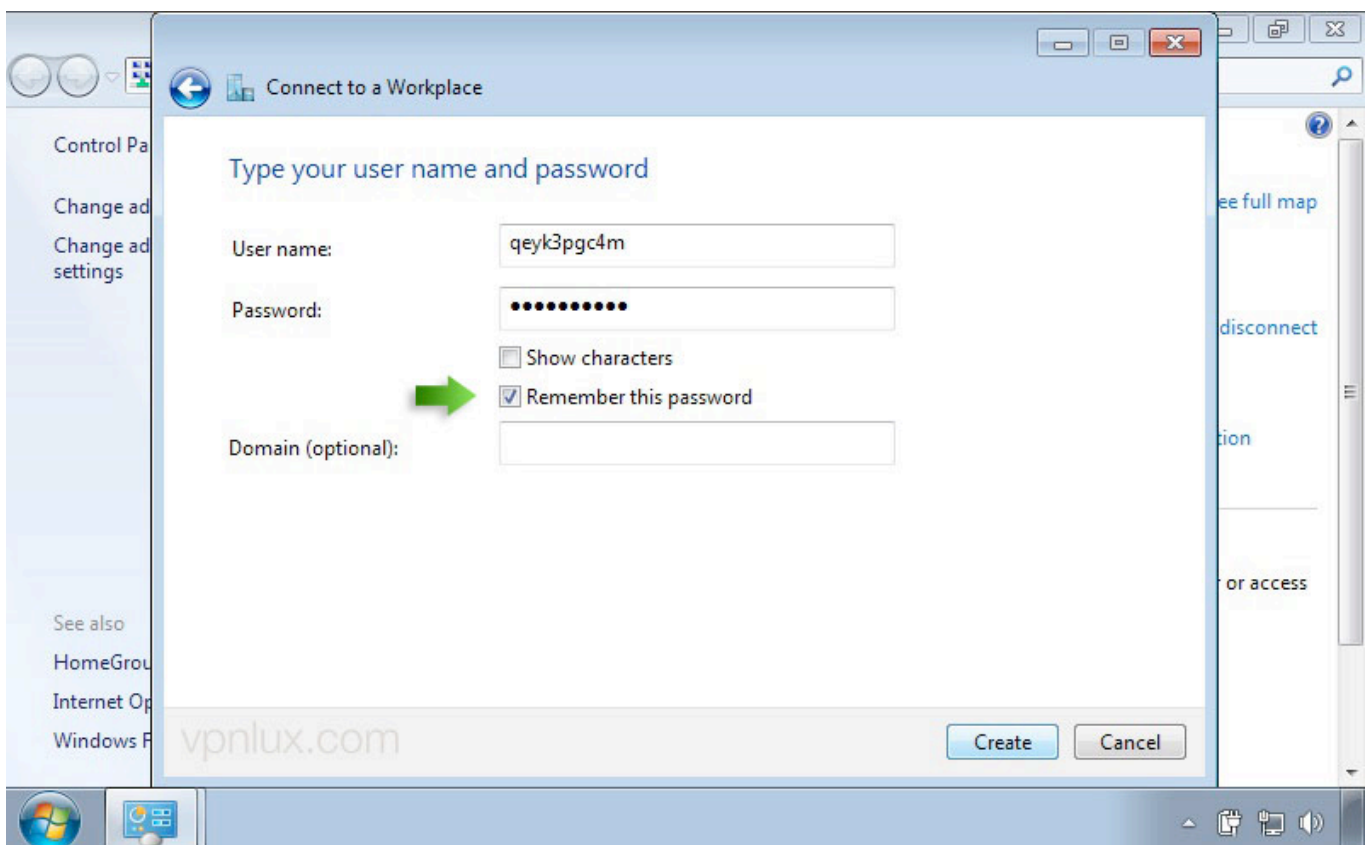 Connect to a Workplace
Control Pa
Change ad
Change ad
settings
See also
HomeGrou
Internet Op
Windows F
Type your user name and password
User name:
qeyk3pgc4m
Password:
••••••••••
Show characters
Remember this password
Domain (optional):
vpnlux.com
Create
Cancel
ee full map
disconnect
tion
r or access